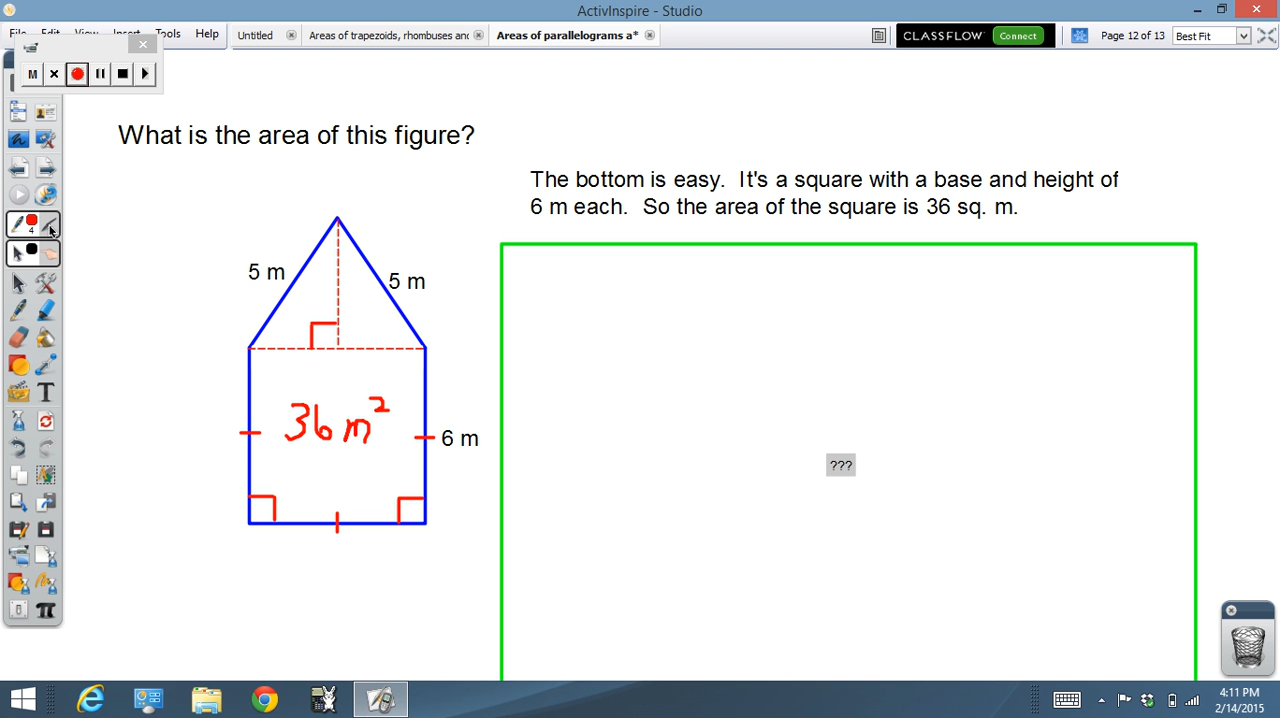 ActivInspire - Studio
File Edit View Insert Tools Help
Untitled
Areas of trapezoids, rhombuses and
Areas of parallelograms a*
CLASSFLOW Connect
Page 12 of 13
Best Fit
M
4
What is the area of this figure?
The bottom is easy. It's a square with a base and height of
6 m each. So the area of the square is 36 sq. m.
5 m
5 m
36 m²
6 m
???
4:11 PM
2/14/2015